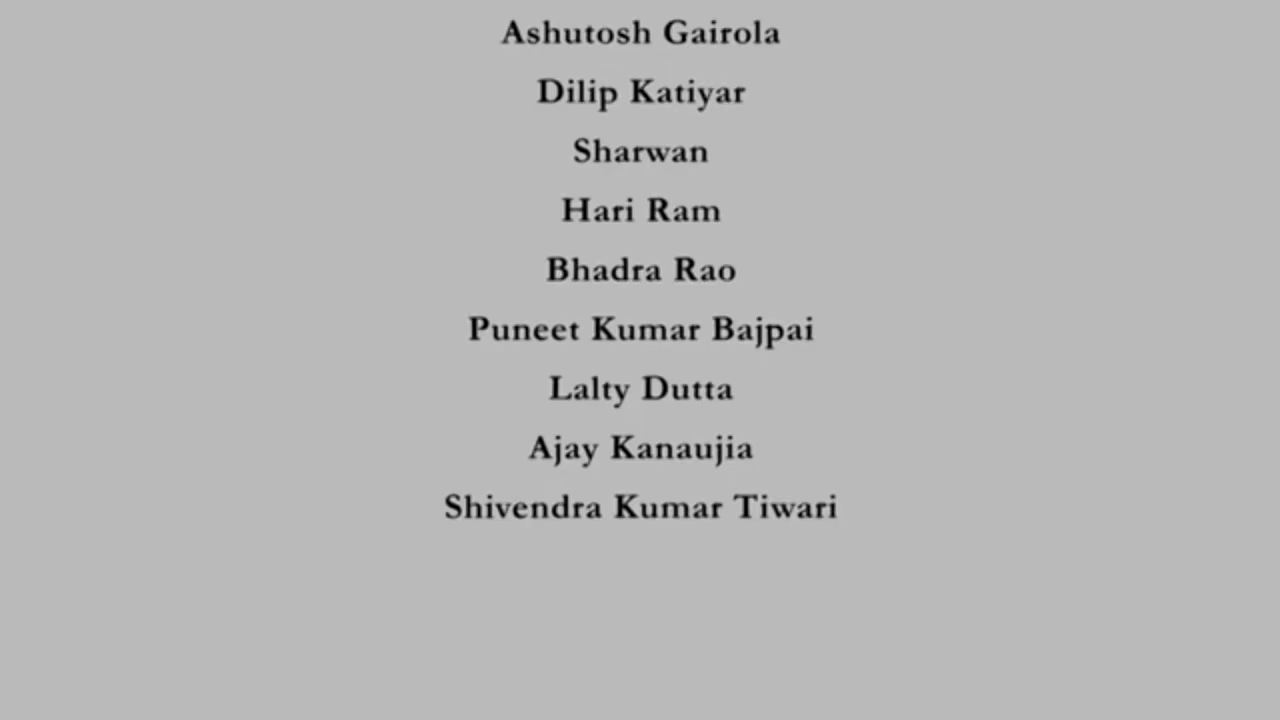 Ashutosh Gairola
Dilip Katiyar
Sharwan
Hari Ram
Bhadra Rao
Puneet Kumar Bajpai
Lalty Dutta
Ajay Kanaujia
Shivendra Kumar Tiwari